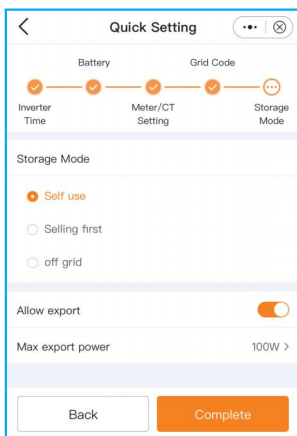 Quick Setting
Battery
Grid Code
Inverter
Time
Meter/CT
Setting
Storage
Mode
Storage Mode
Self use
Selling first
off grid
Allow export
Max export power
100W >
Back
Complete